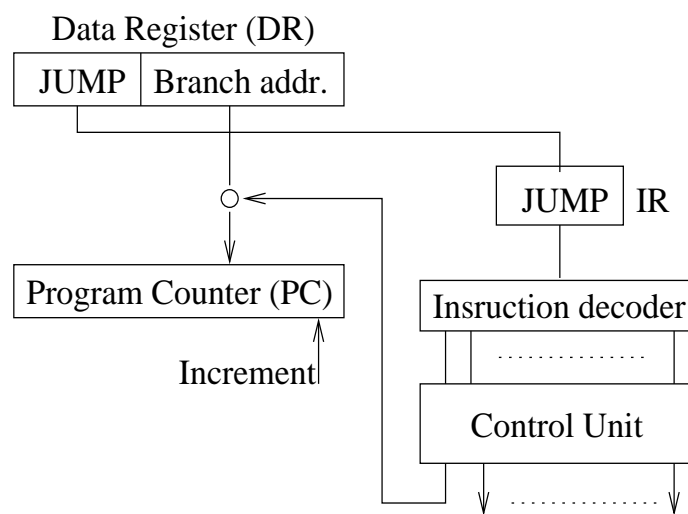 Data Register (DR)
JUMP
Branch addr.
JUMP
IR
Program Counter (PC)
Insruction decoder
Increment
Control Unit